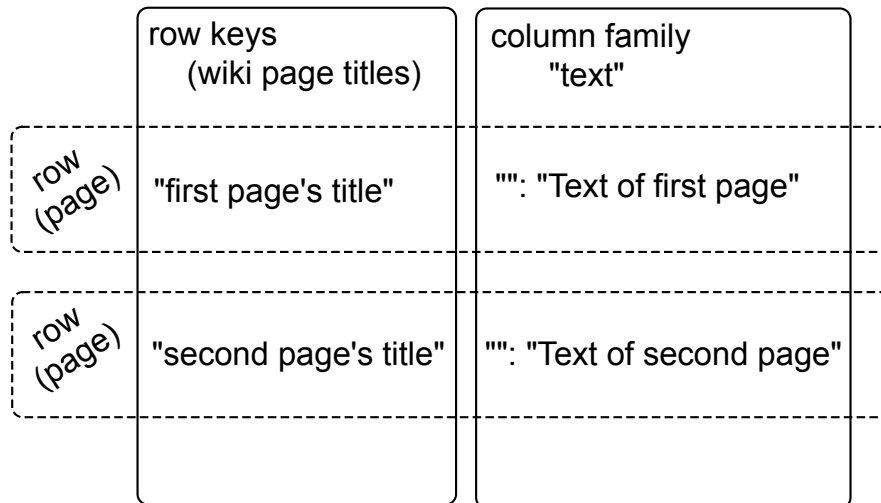 row keys
(wiki page titles)
column family
"text"
row
(page)
"first page's title"
"": "Text of first page"
row
(page)
"second page's title"
"": "Text of second page"